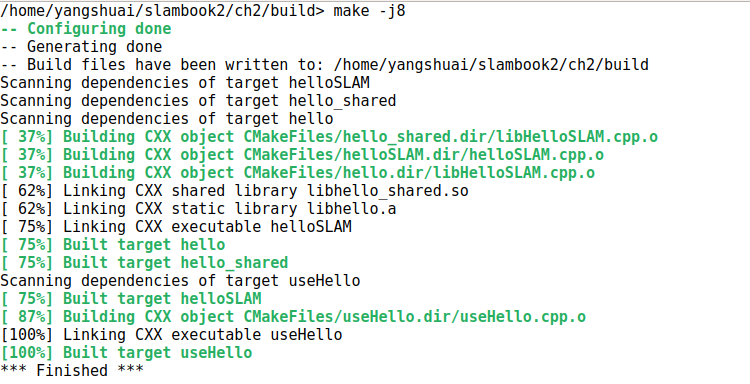 /home/yangshuai/slambook2/ch2/build> make -j8
-- Configuring done
-- Generating done
-- Build files have been written to: /home/yangshuai/slambook2/ch2/build
Scanning dependencies of target helloSLAM
Scanning dependencies of target hello_shared
Scanning dependencies of target hello
[ 37%] Building CXX object CMakeFiles/hello_shared.dir/libHelloSLAM.cpp.o
[ 37%] Building CXX object CMakeFiles/helloSLAM.dir/helloSLAM.cpp.o
[ 37%] Building CXX object CMakeFiles/hello.dir/libHelloSLAM.cpp.o
[ 62%] Linking CXX shared library libhello_shared.so
[ 62%] Linking CXX static library libhello.a
[ 75%] Linking CXX executable helloSLAM
[ 75%] Built target hello
[ 75%] Built target hello_shared
Scanning dependencies of target useHello
[ 75%] Built target helloSLAM
[ 87%] Building CXX object CMakeFiles/useHello.dir/useHello.cpp.o
[100%] Linking CXX executable useHello
[100%] Built target useHello
*** Finished ***